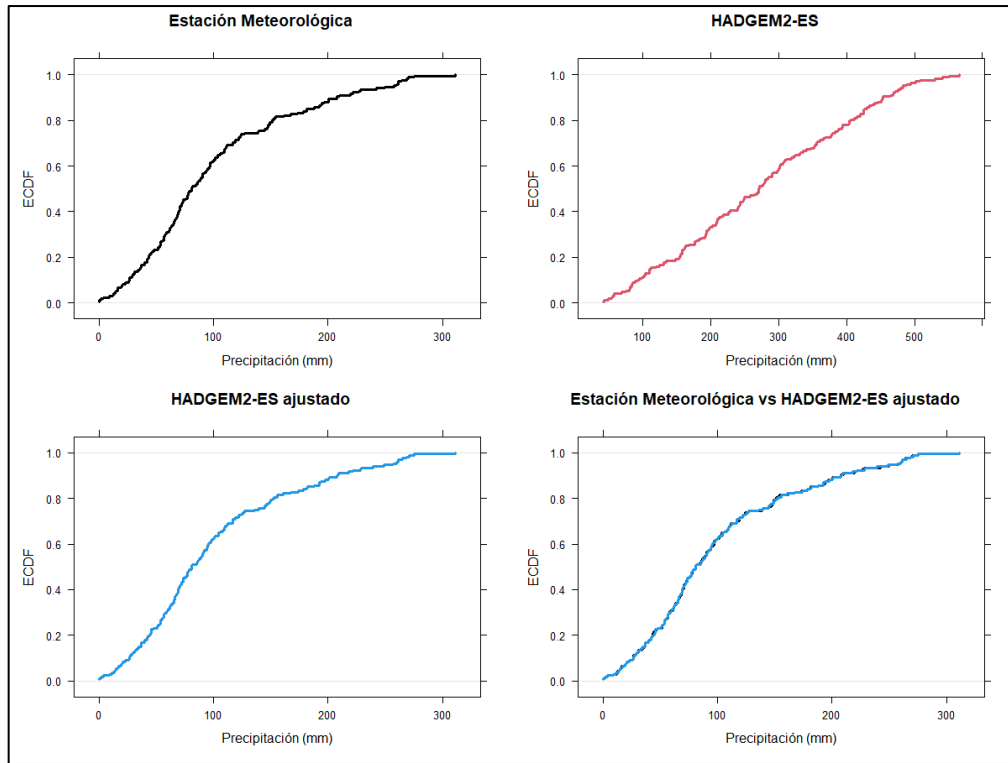 Estación Meteorológica
ECDF
1.0
0.8
0.6
0.4
0.2
0.0
0 100 200 300
Precipitación (mm)
HADGEM2-ES
ECDF
1.0
0.8
0.6
0.4
0.2
0.0
100 200 300 400 500
Precipitación (mm)
HADGEM2-ES ajustado
ECDF
1.0
0.8
0.6
0.4
0.2
0.0
0 100 200 300
Precipitación (mm)
Estación Meteorológica vs HADGEM2-ES ajustado
ECDF
1.0
0.8
0.6
0.4
0.2
0.0
0 100 200 300
Precipitación (mm)